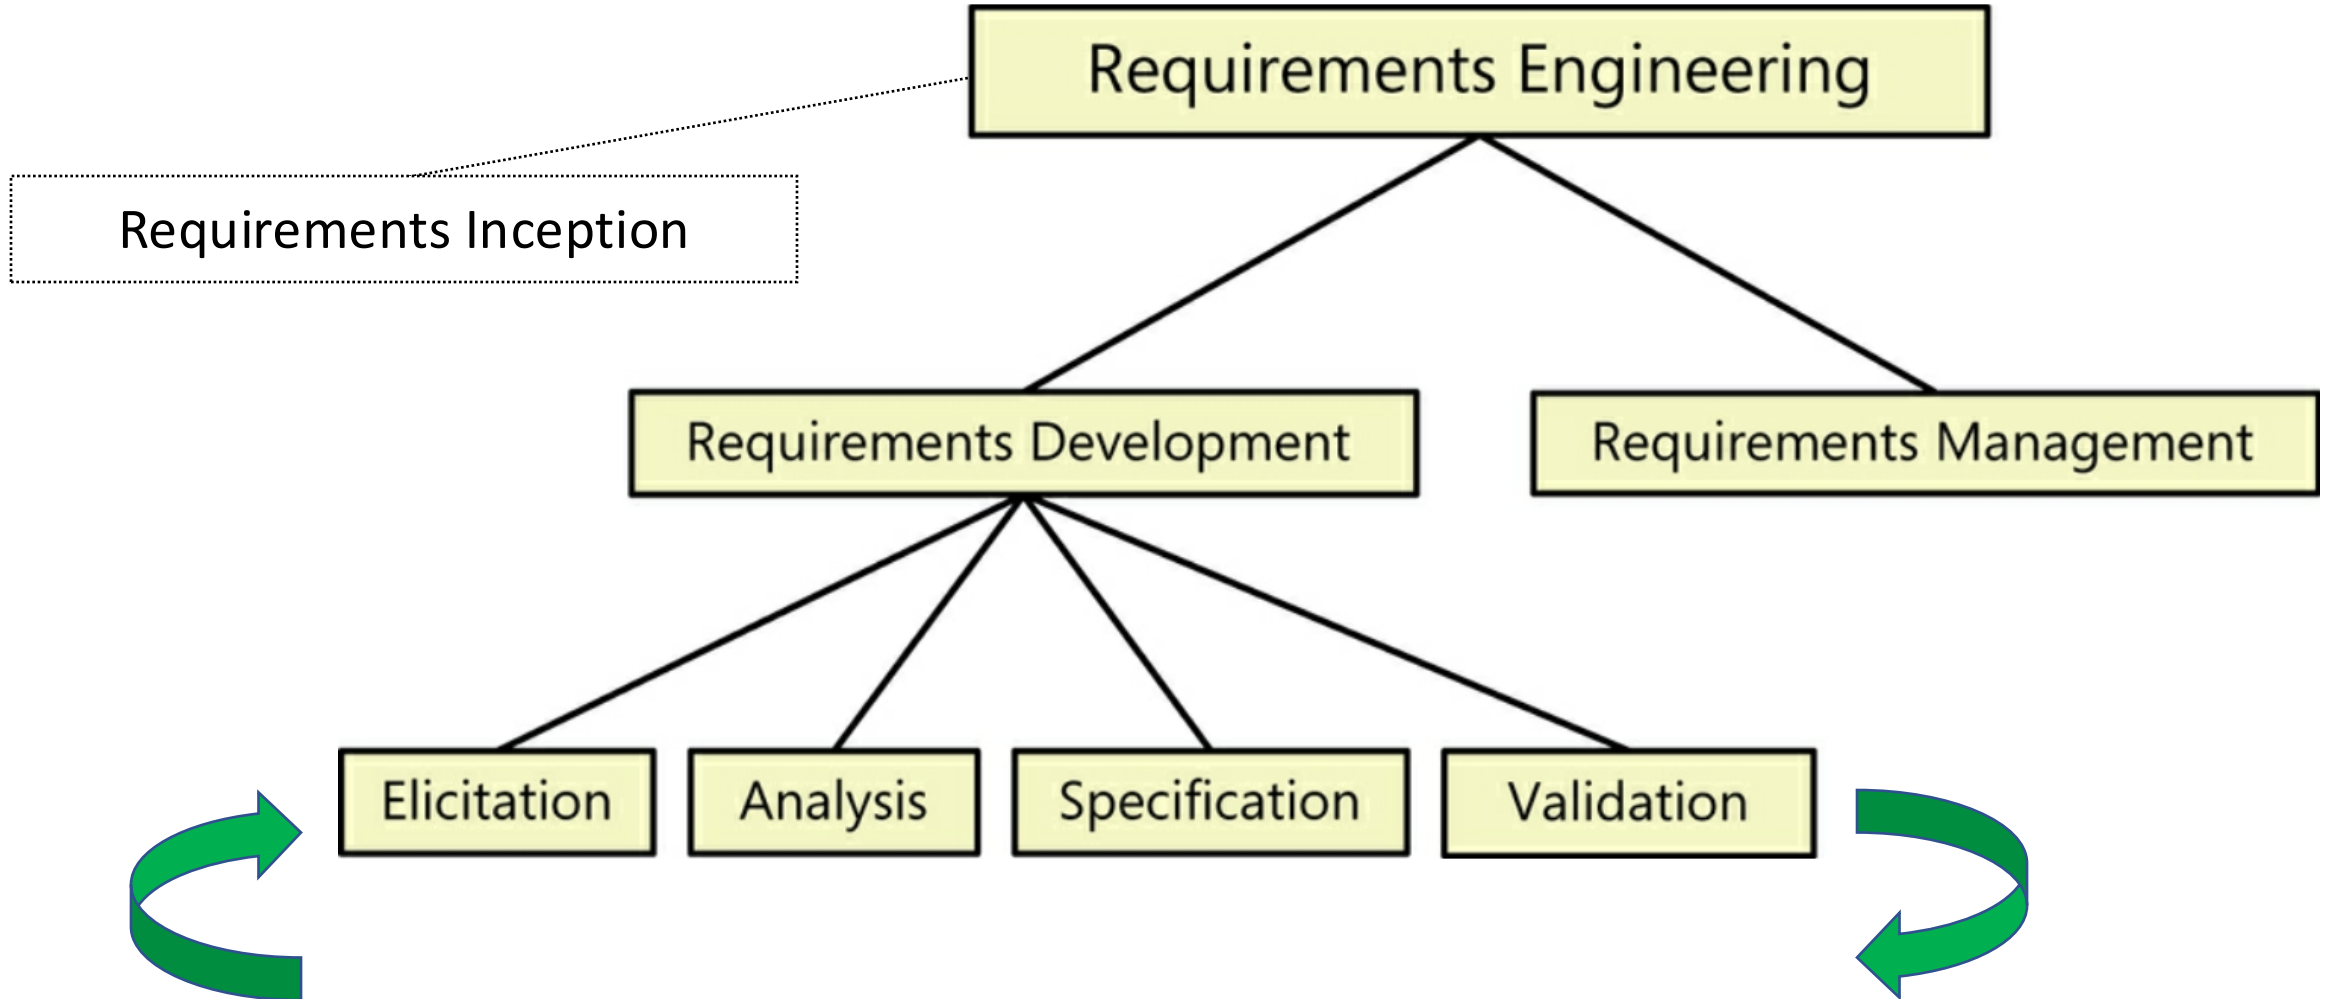 Requirements Engineering
Requirements Inception
Requirements Development
Requirements Management
Elicitation
Analysis
Specification
Validation